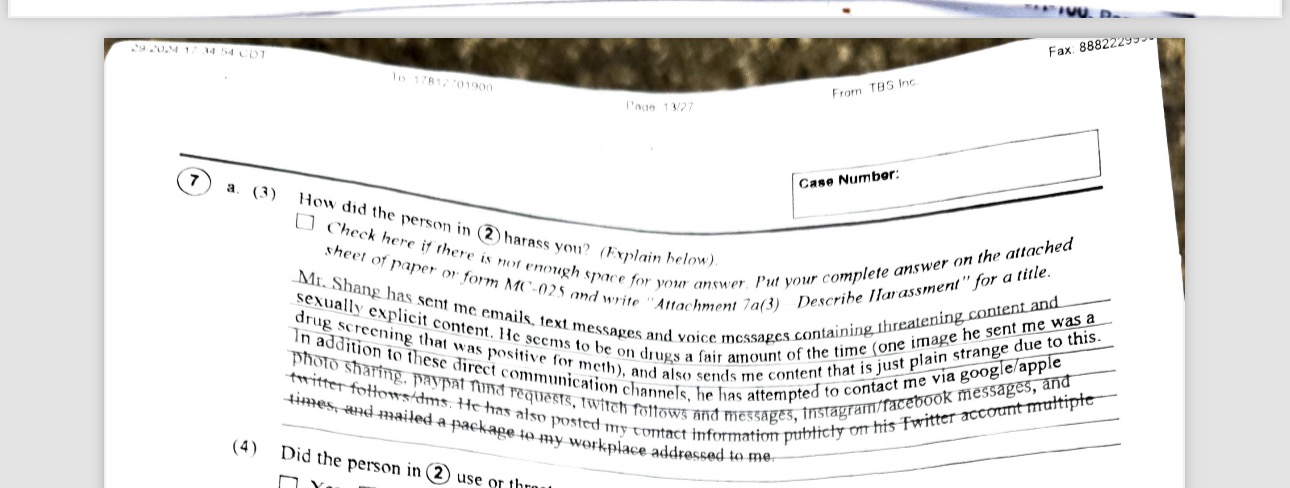 29 2024 17 34 54 CDT
To 17812701900
Page 13/27
From TBS Inc
Fax: 888222
Case Number:
7 a. (3) How did the person in 2 harass you? (Explain below).
Check here if there is not enough space for your answer. Put your complete answer on the attached
sheet of paper or form MC-025 and write "Attachment 7a(3) Describe Harassment" for a title.
Mr. Shang has sent me emails, text messages and voice messages containing threatening content and
sexually explicit content. He seems to be on drugs a fair amount of the time (one image he sent me was a
drug screening that was positive for meth), and also sends me content that is just plain strange due to this.
In addition to these direct communication channels, he has attempted to contact me via google/apple
photo sharing, paypal fund requests, twitch follows and messages, instagram/facebook messages, and
twitter follows/dms. He has also posted my contact information publicly on his Twitter account multiple
times, and mailed a package to my workplace addressed to me.
(4) Did the person in 2 use or